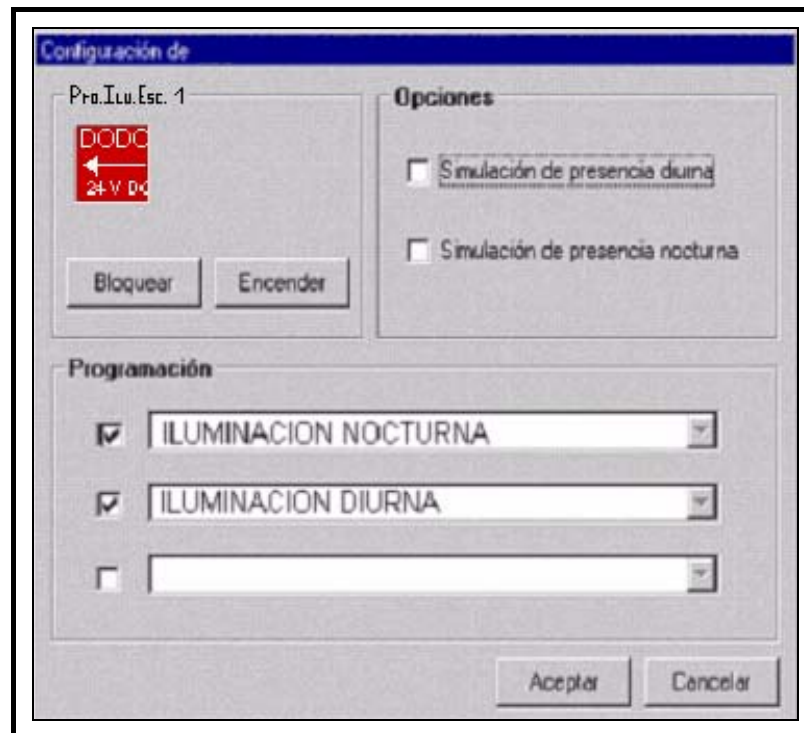 Configuración de
Pro.Ilu.Esc. 1
DODO
24 V DC
Bloquear
Encender
Opciones
Simulación de presencia diurna
Simulación de presencia nocturna
Programación
ILUMINACION NOCTURNA
ILUMINACION DIURNA
Aceptar
Cancelar